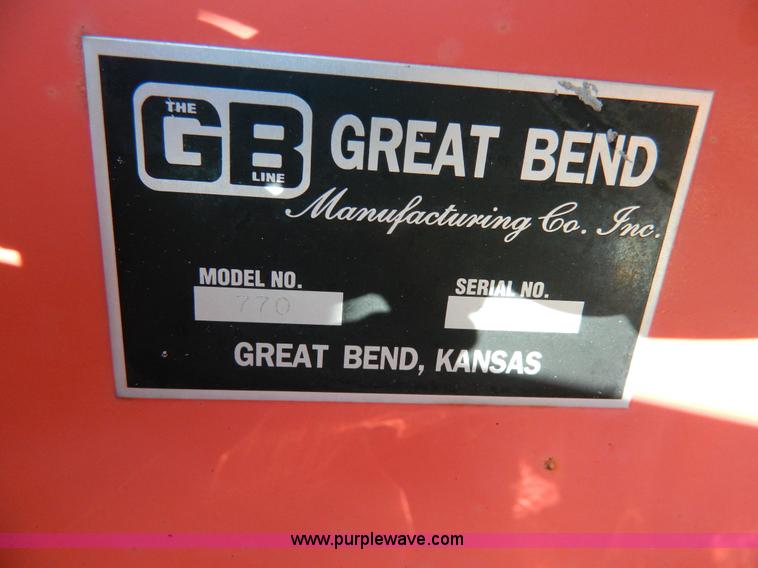 THE
GB
LINE
GREAT BEND
Manufacturing Co. Inc.
MODEL NO.
SERIAL NO.
770
GREAT BEND, KANSAS
www.purplewave.com